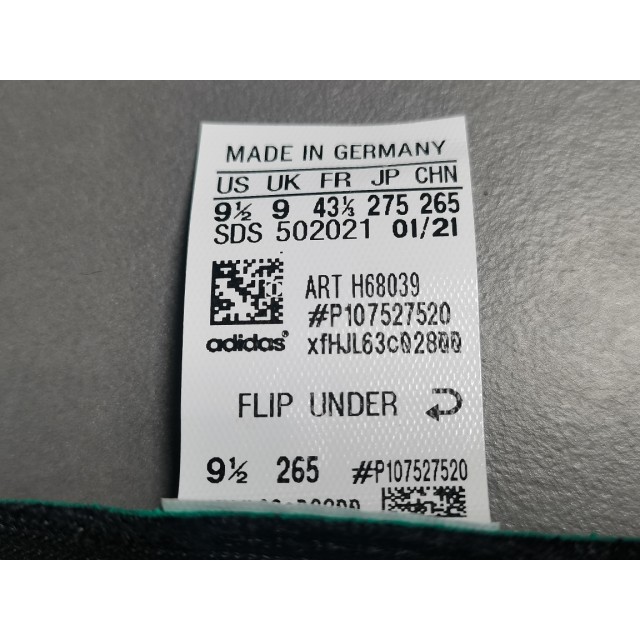 MADE IN GERMANY
US UK FR JP CHN
9½ 9 43⅓ 275 265
SDS 502021 01/21
ART H68039
#P107527520
adidas® xfHJL63c02800
FLIP UNDER
9½ 265 #P107527520